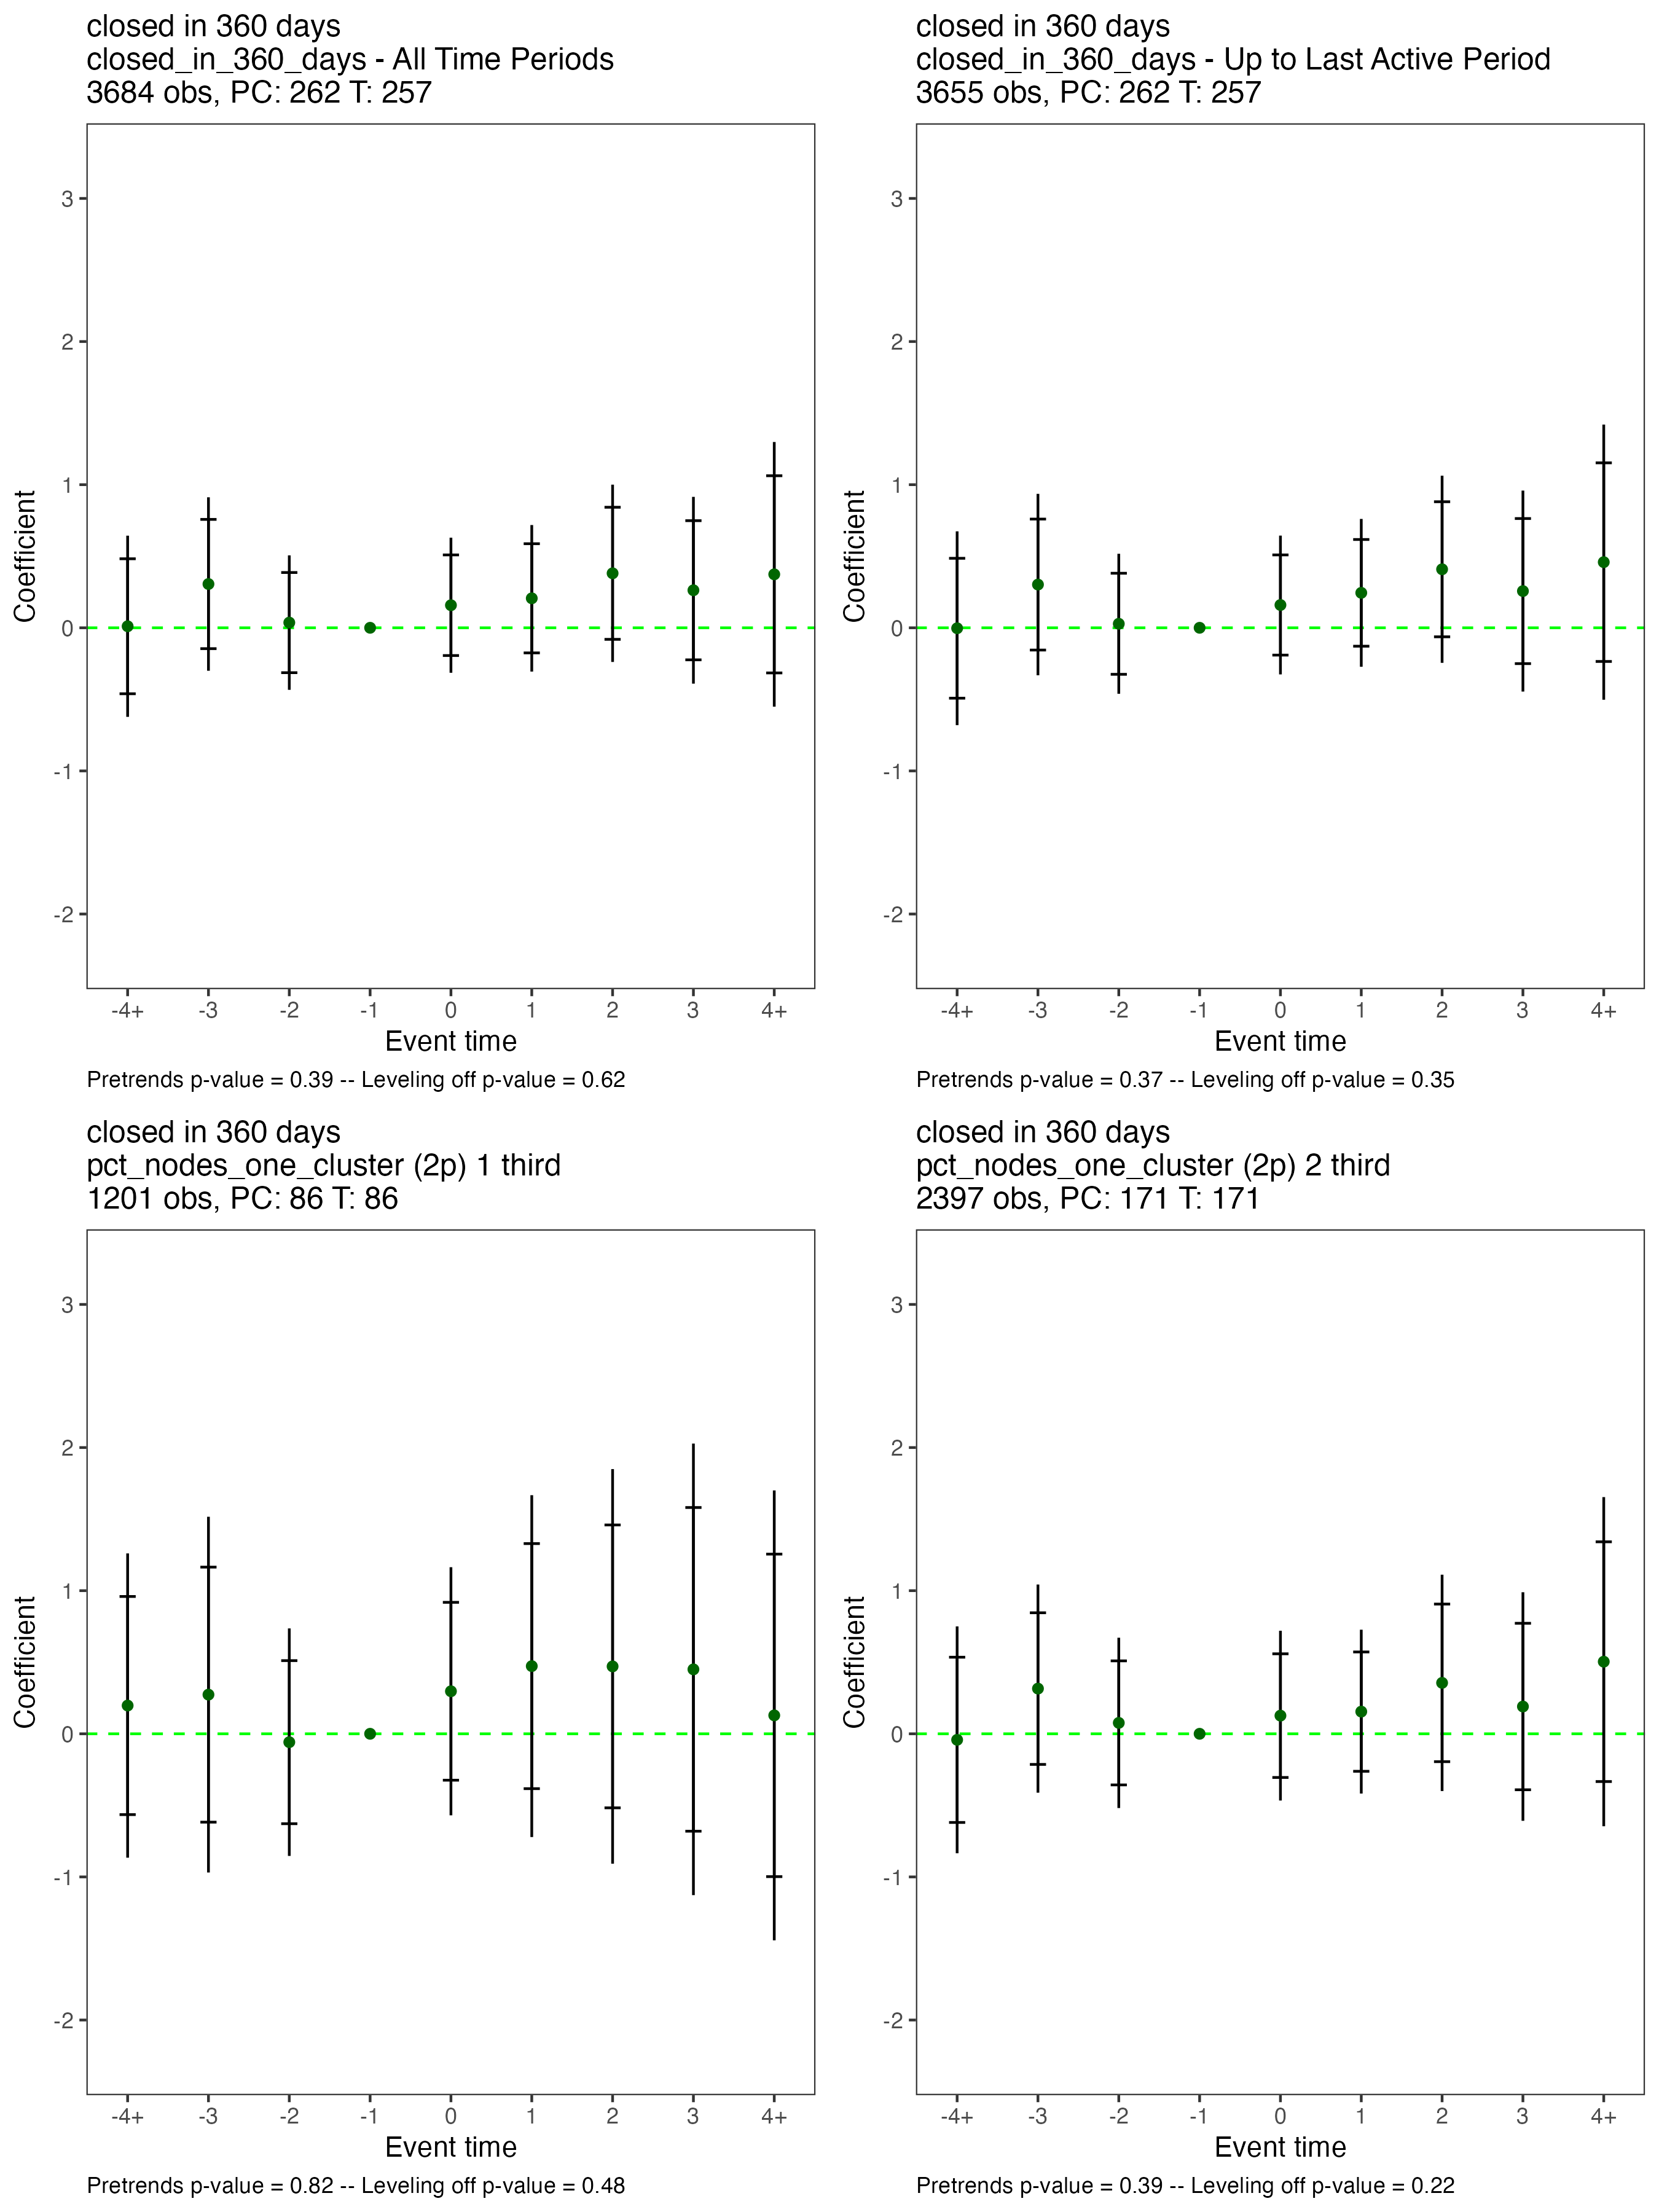 closed in 360 days
closed_in_360_days - All Time Periods
3684 obs, PC: 262 T: 257
3
2
1
0
-1
-2
Coefficient
-4+ -3 -2 -1 0 1 2 3 4+
Event time
Pretrends p-value = 0.39 -- Leveling off p-value = 0.62
closed in 360 days
closed_in_360_days - Up to Last Active Period
3655 obs, PC: 262 T: 257
3
2
1
0
-1
-2
Coefficient
-4+ -3 -2 -1 0 1 2 3 4+
Event time
Pretrends p-value = 0.37 -- Leveling off p-value = 0.35
closed in 360 days
pct_nodes_one_cluster (2p) 1 third
1201 obs, PC: 86 T: 86
3
2
1
0
-1
-2
Coefficient
-4+ -3 -2 -1 0 1 2 3 4+
Event time
Pretrends p-value = 0.82 -- Leveling off p-value = 0.48
closed in 360 days
pct_nodes_one_cluster (2p) 2 third
2397 obs, PC: 171 T: 171
3
2
1
0
-1
-2
Coefficient
-4+ -3 -2 -1 0 1 2 3 4+
Event time
Pretrends p-value = 0.39 -- Leveling off p-value = 0.22